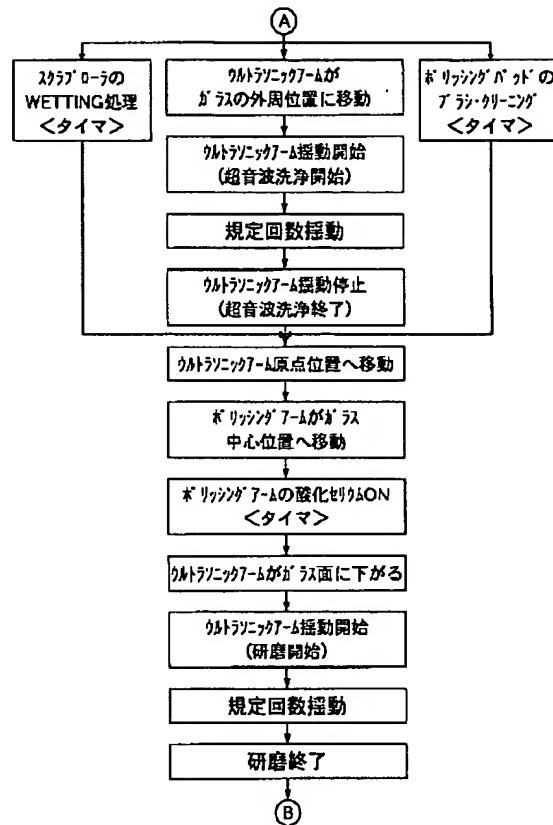 A
スクラブローラの
WETTING処理
<タイマ>
ウルトラソニックアームが
ガラスの外周位置に移動
ポリッシングパッドの
ブラシ・クリーニング
<タイマ>
ウルトラソニックアーム揺動開始
(超音波洗浄開始)
規定回数揺動
ウルトラソニックアーム揺動停止
(超音波洗浄終了)
ウルトラソニックアーム原点位置へ移動
ポリッシングアームがガラス
中心位置へ移動
ポリッシングアームの酸化セリウムON
<タイマ>
ウルトラソニックアームがガラス面に下がる
ウルトラソニックアーム揺動開始
(研磨開始)
規定回数揺動
研磨終了
B